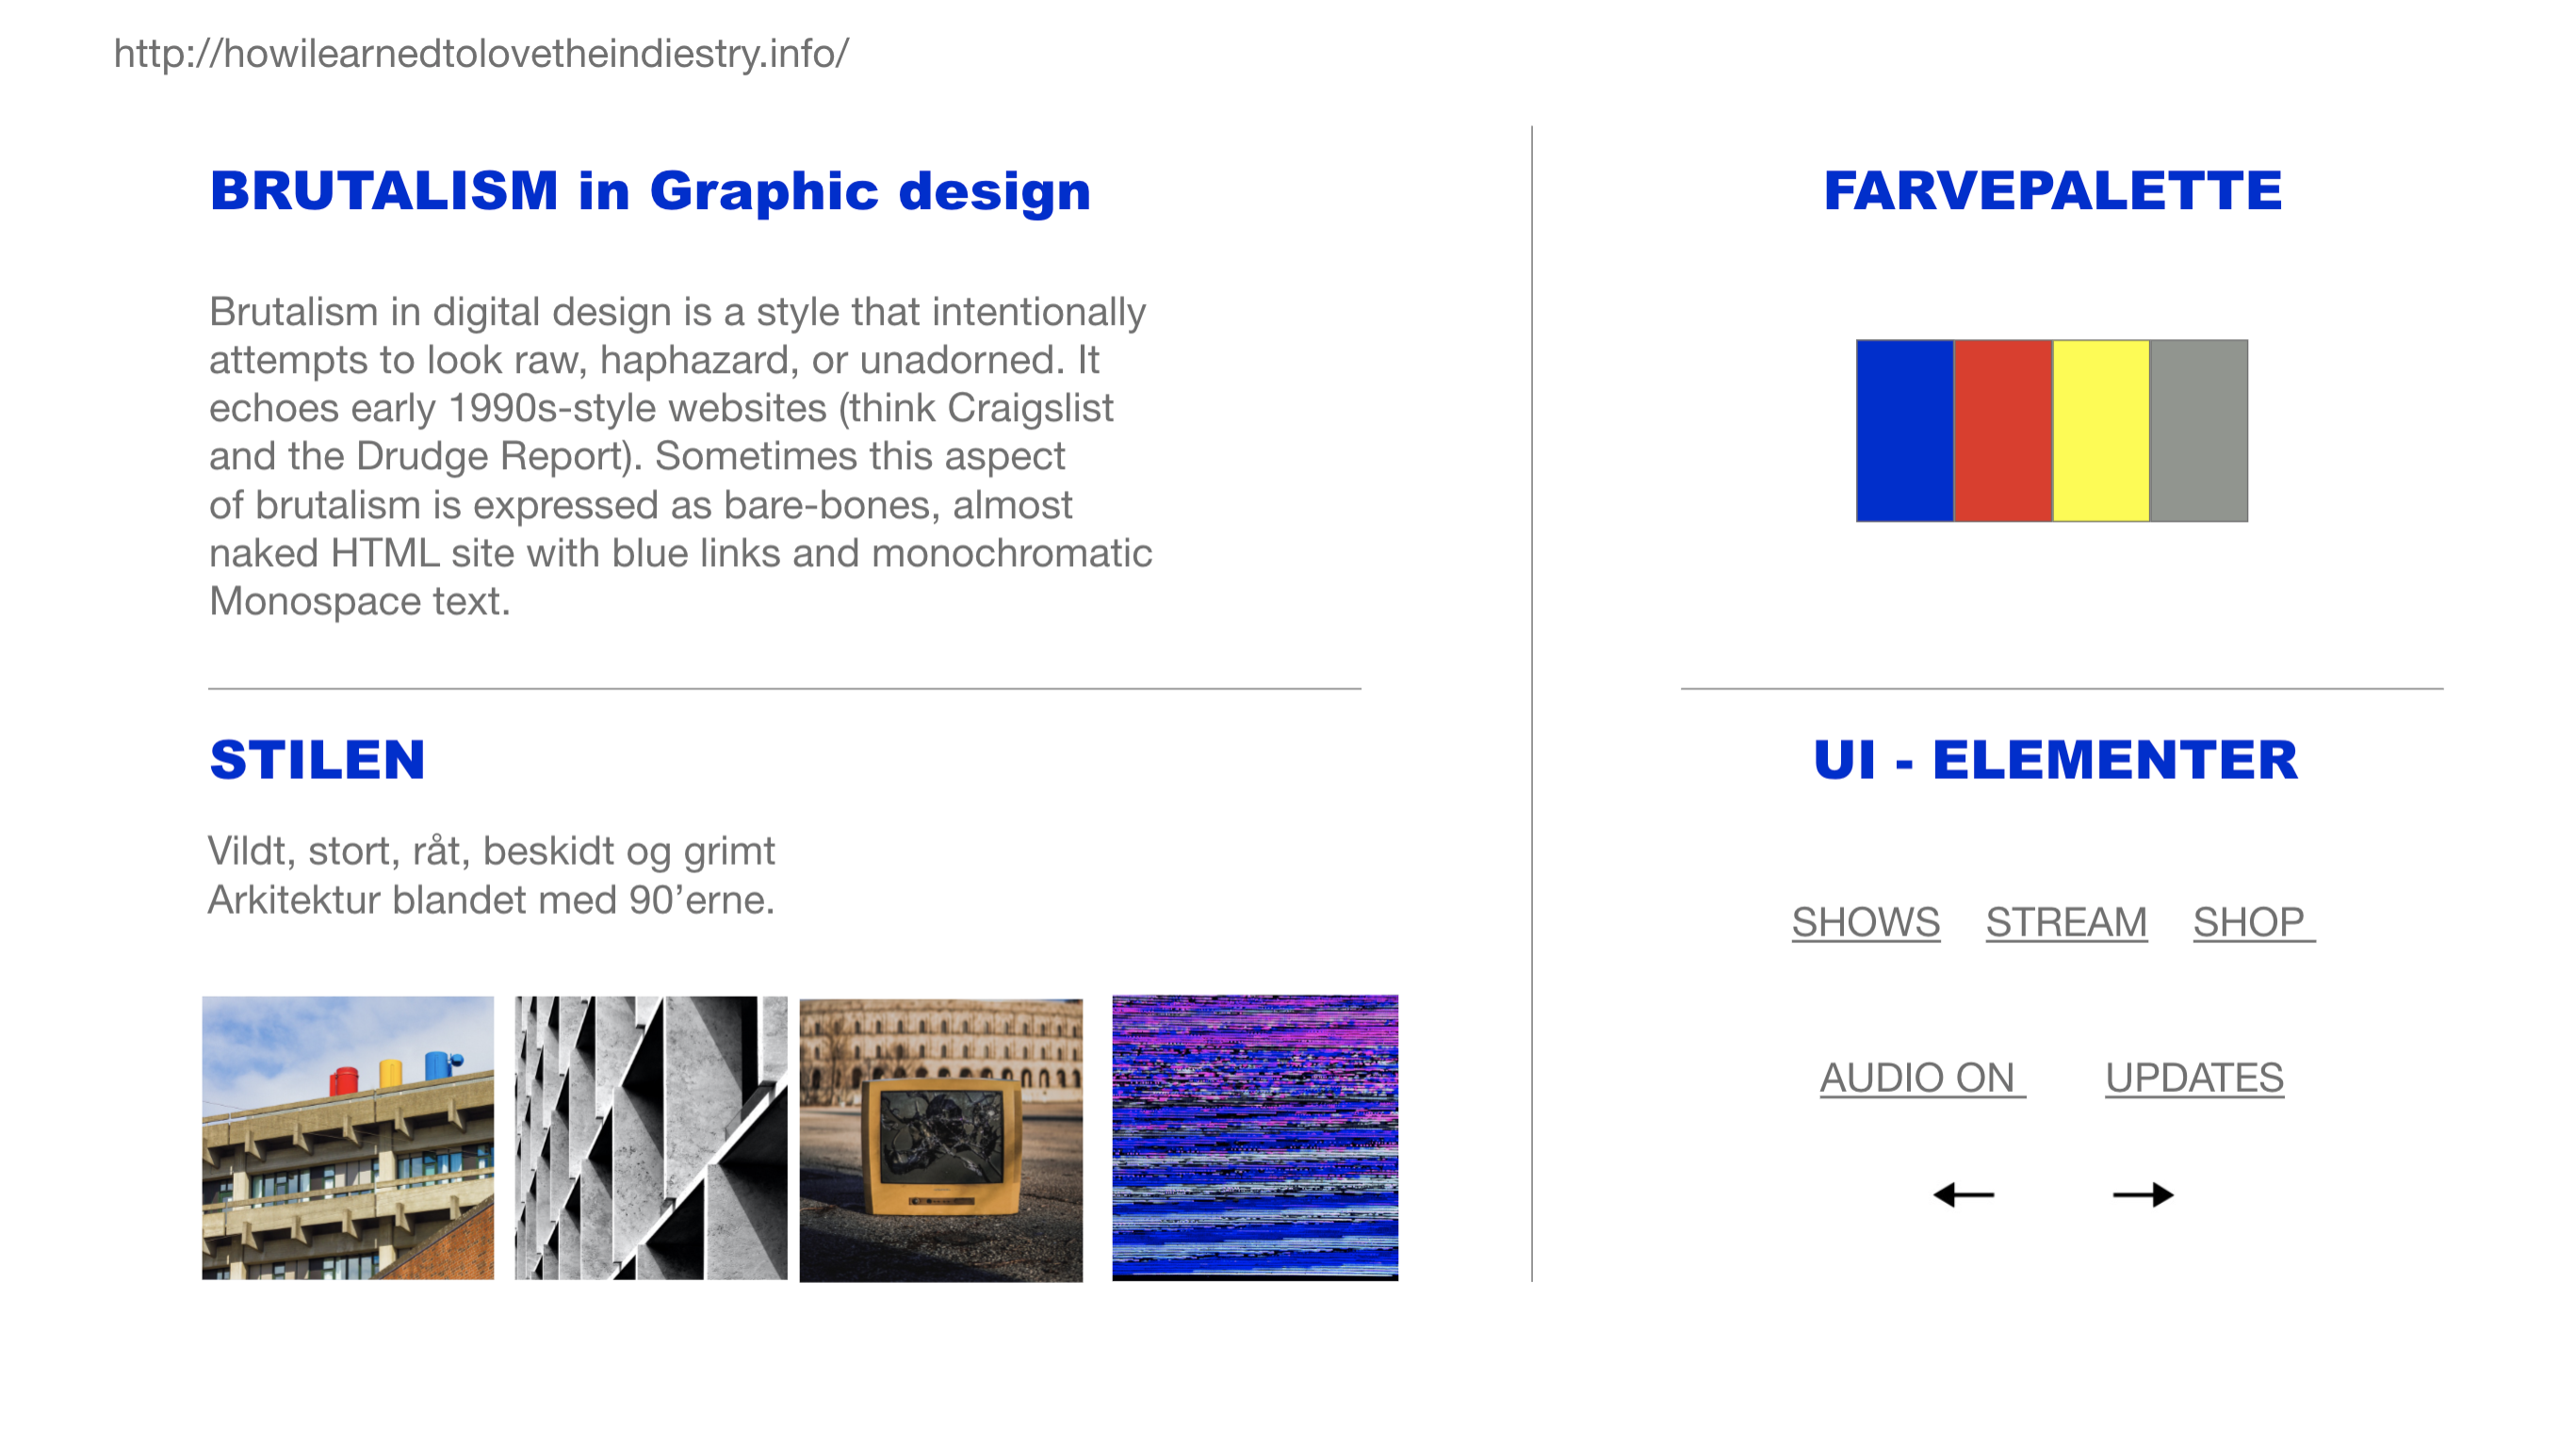 http://howilearnedtolovetheindiestry.info/
BRUTALISM in Graphic design
Brutalism in digital design is a style that intentionally
attempts to look raw, haphazard, or unadorned. It
echoes early 1990s-style websites (think Craigslist
and the Drudge Report). Sometimes this aspect
of brutalism is expressed as bare-bones, almost
naked HTML site with blue links and monochromatic
Monospace text.
STILEN
Vildt, stort, råt, beskidt og grimt
Arkitektur blandet med 90’erne.
FARVEPALETTE
UI - ELEMENTER
SHOWS STREAM SHOP
AUDIO ON UPDATES